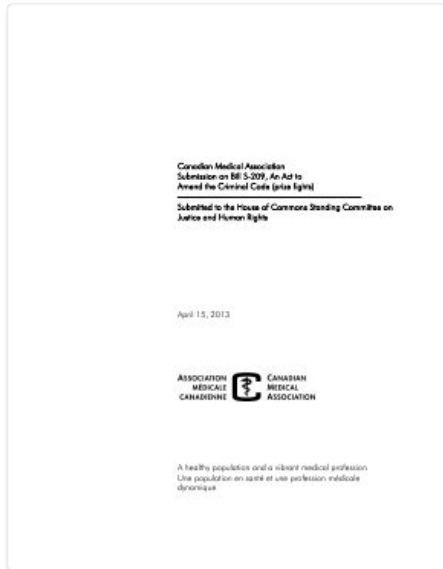 Canadian Medical Association
Submission on Bill S-209, An Act to
Amend the Criminal Code (prize fights)
Submitted to the House of Commons Standing Committee on
Justice and Human Rights
April 15, 2013
ASSOCIATION
MÉDICALE
CANADIENNE
CANADIAN
MEDICAL
ASSOCIATION
A healthy population and a vibrant medical profession
Une population en santé et une profession médicale
dynamique